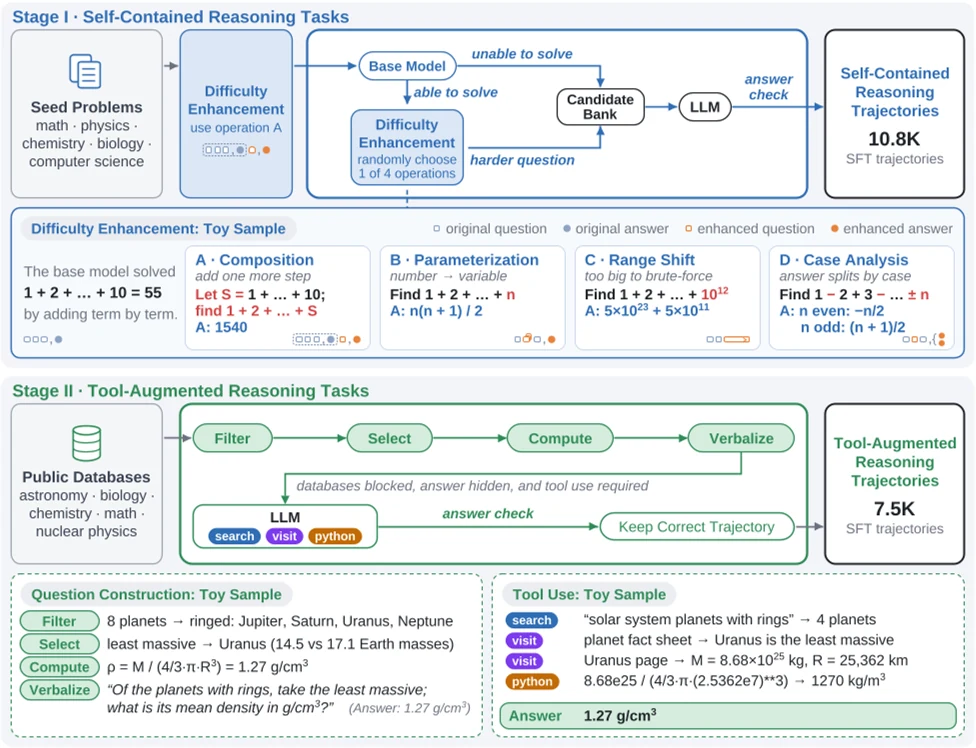 Stage I · Self-Contained Reasoning Tasks
Seed Problems
math · physics ·
chemistry · biology ·
computer science
Difficulty
Enhancement
use operation A
Base Model
unable to solve
able to solve
Difficulty
Enhancement
randomly choose
1 of 4 operations
harder question
Candidate
Bank
LLM
answer
check
Self-Contained
Reasoning
Trajectories
10.8K
SFT trajectories
Difficulty Enhancement: Toy Sample
original question
original answer
enhanced question
enhanced answer
The base model solved
1 + 2 + … + 10 = 55
by adding term by term.
A · Composition
add one more step
Let S = 1 + … + 10;
find 1 + 2 + … + S
A: 1540
B · Parameterization
number → variable
Find 1 + 2 + … + n
A: n(n + 1) / 2
C · Range Shift
too big to brute-force
Find 1 + 2 + … + 10¹²
A: 5×10²³ + 5×10¹¹
D · Case Analysis
answer splits by case
Find 1 − 2 + 3 − … ± n
A: n even: −n/2
n odd: (n + 1)/2
Stage II · Tool-Augmented Reasoning Tasks
Public Databases
astronomy · biology ·
chemistry · math ·
nuclear physics
Filter
Select
Compute
Verbalize
databases blocked, answer hidden, and tool use required
LLM
search visit python
answer check
Keep Correct Trajectory
Tool-Augmented
Reasoning
Trajectories
7.5K
SFT trajectories
Question Construction: Toy Sample
Filter 8 planets → ringed: Jupiter, Saturn, Uranus, Neptune
Select least massive → Uranus (14.5 vs 17.1 Earth masses)
Compute ρ = M / (4/3·π·R³) = 1.27 g/cm³
Verbalize “Of the planets with rings, take the least massive;
what is its mean density in g/cm³?” (Answer: 1.27 g/cm³)
Tool Use: Toy Sample
search “solar system planets with rings” → 4 planets
visit planet fact sheet → Uranus is the least massive
visit Uranus page → M = 8.68×10²⁵ kg, R = 25,362 km
python 8.68e25 / (4/3·π·(2.5362e7)**3) → 1270 kg/m³
Answer 1.27 g/cm³